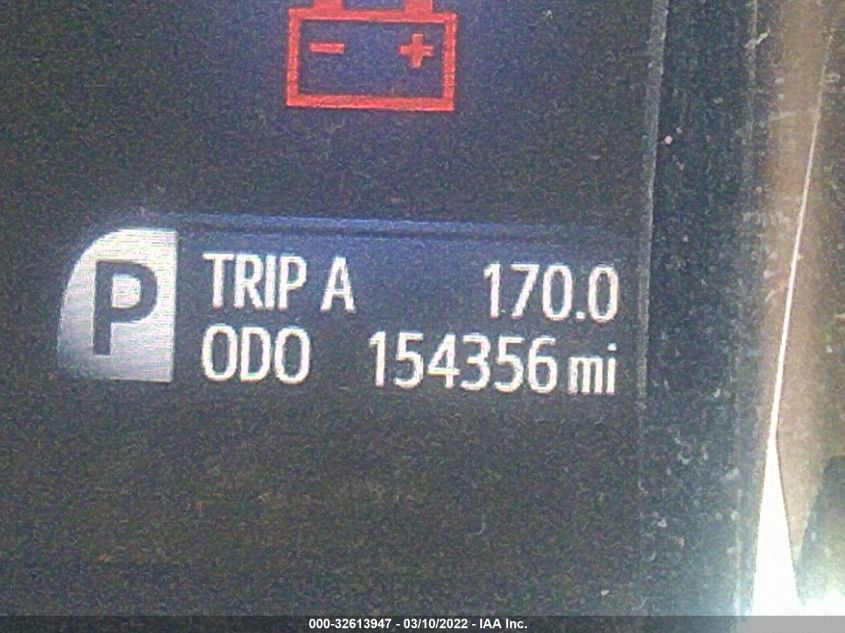 - +
P
TRIP A 170.0
ODO 154356 mi
000-32613947 - 03/10/2022 - IAA Inc.